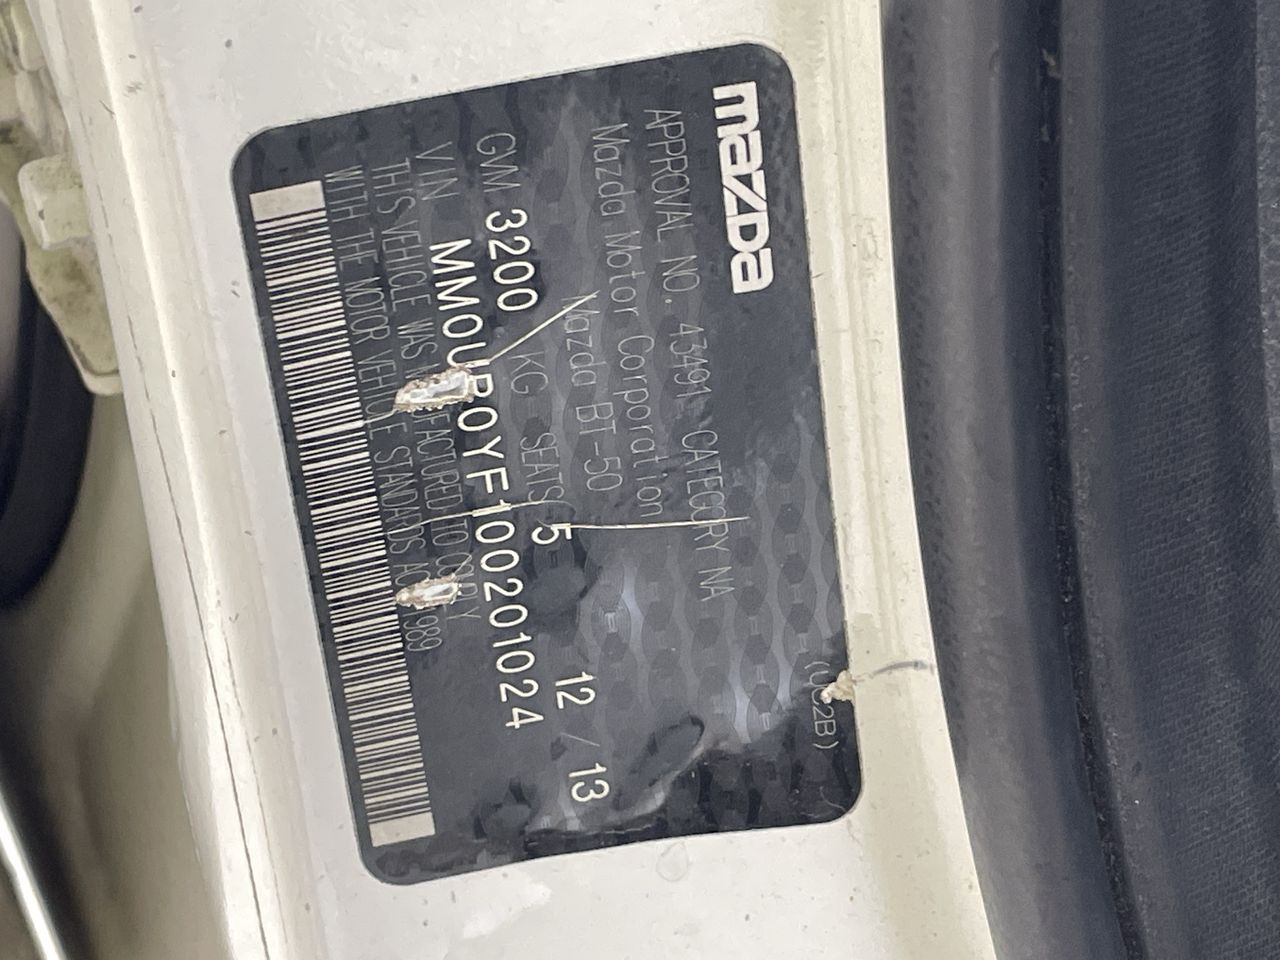 mazda
(UC2B)
APPROVAL NO. 43491 CATEGORY NA
Mazda Motor Corporation
Mazda BT-50
GVM 3200 KG SEATS 5 12 / 13
VIN MM0UP0YF100201024
THIS VEHICLE WAS MANUFACTURED TO COMPLY
WITH THE MOTOR VEHICLE STANDARDS ACT 1989